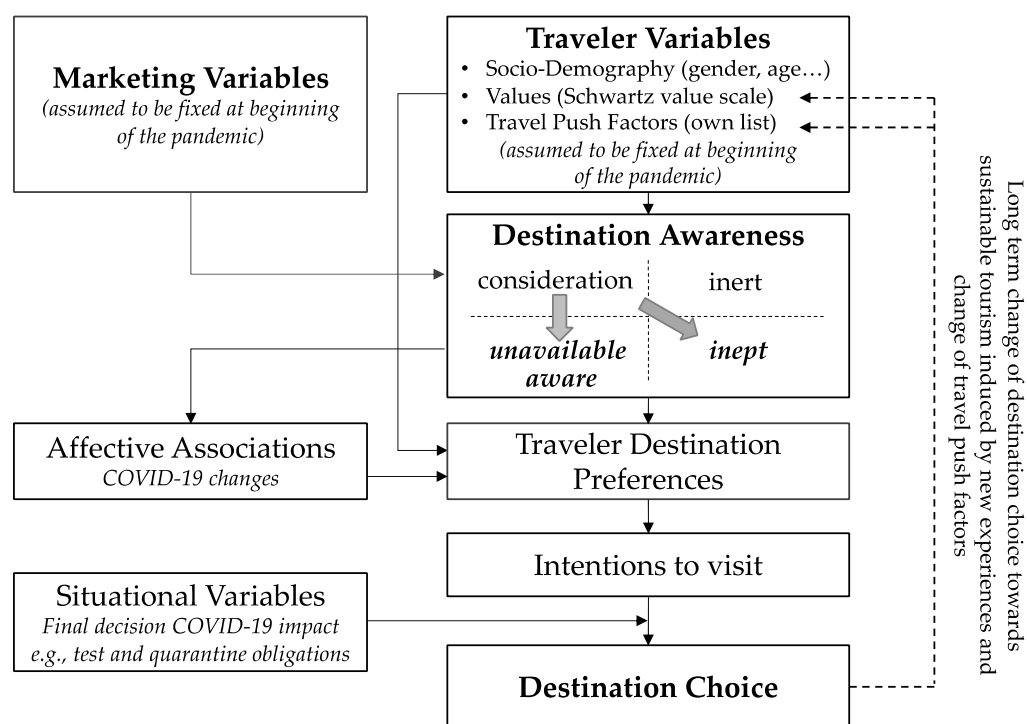 Marketing Variables
(assumed to be fixed at beginning
of the pandemic)
Traveler Variables
• Socio-Demography (gender, age…)
• Values (Schwartz value scale)
• Travel Push Factors (own list)
(assumed to be fixed at beginning
of the pandemic)
Destination Awareness
consideration
inert
unavailable
aware
inept
Affective Associations
COVID-19 changes
Traveler Destination
Preferences
Intentions to visit
Situational Variables
Final decision COVID-19 impact
e.g., test and quarantine obligations
Destination Choice
Long term change of destination choice towards
sustainable tourism induced by new experiences and
change of travel push factors